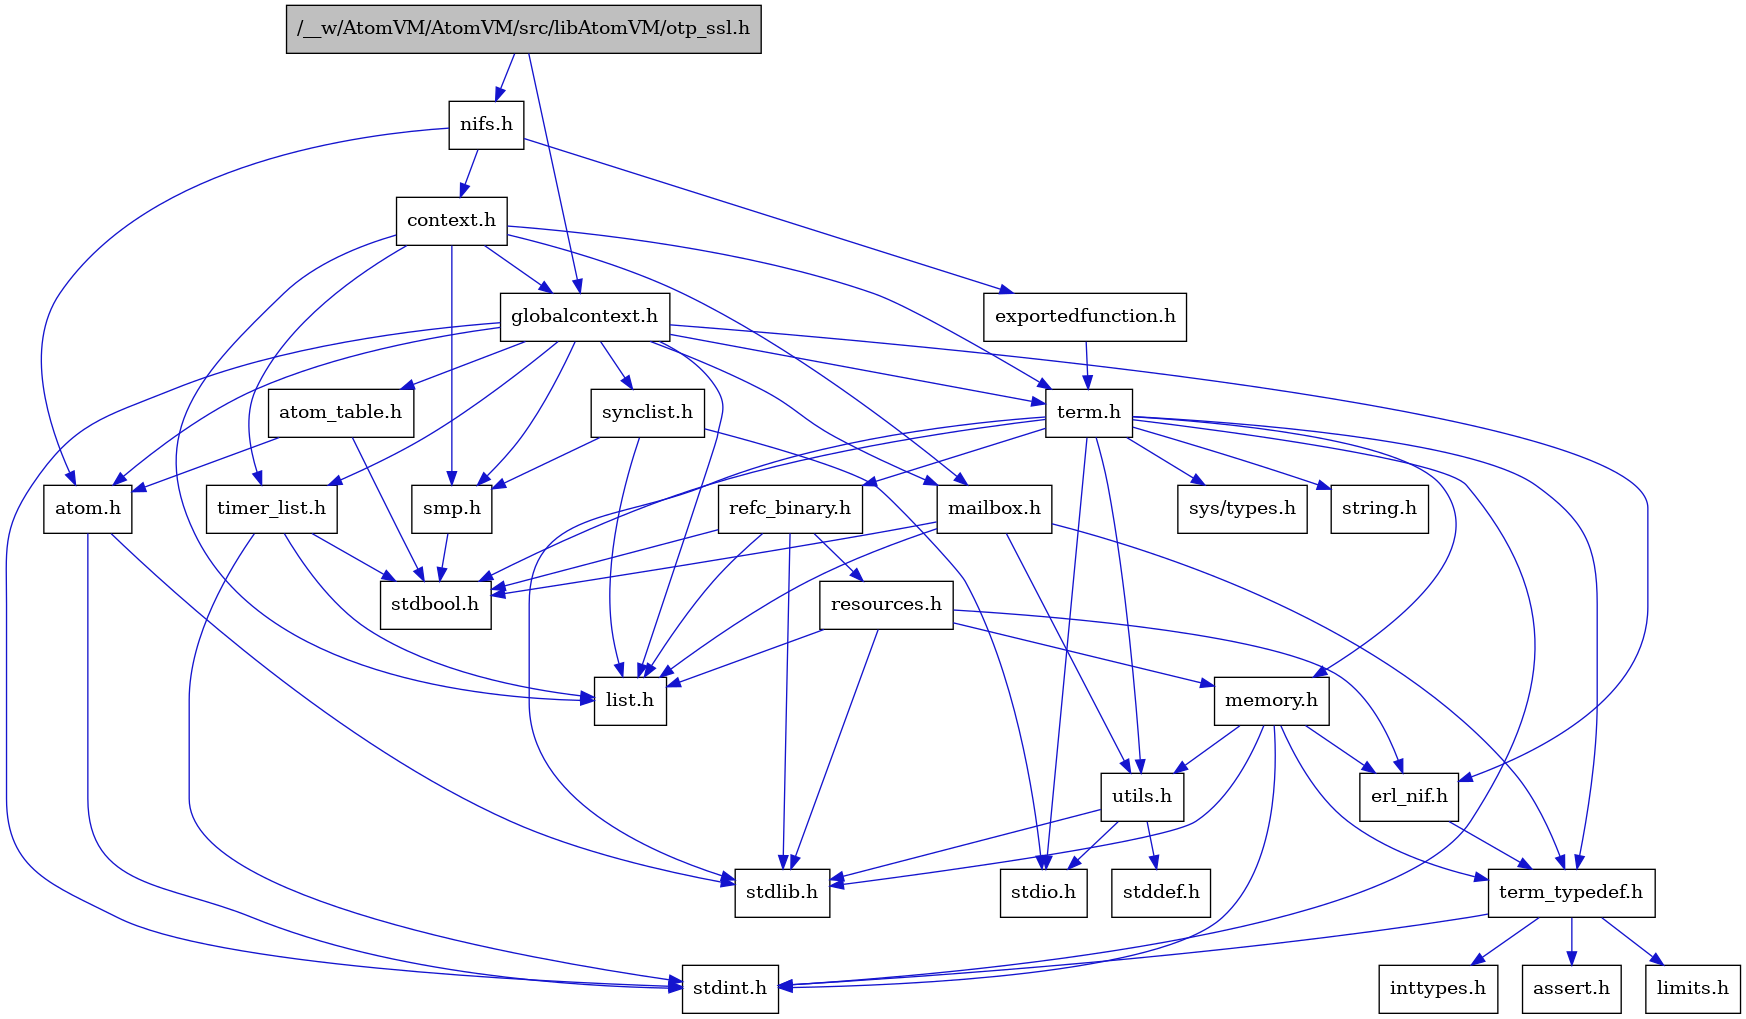 /__w/AtomVM/AtomVM/src/libAtomVM/otp_ssl.h
nifs.h
context.h
globalcontext.h
exportedfunction.h
atom_table.h
synclist.h
term.h
atom.h
timer_list.h
smp.h
refc_binary.h
mailbox.h
sys/types.h
string.h
stdbool.h
resources.h
list.h
memory.h
utils.h
erl_nif.h
stdlib.h
stdio.h
stddef.h
term_typedef.h
stdint.h
inttypes.h
assert.h
limits.h